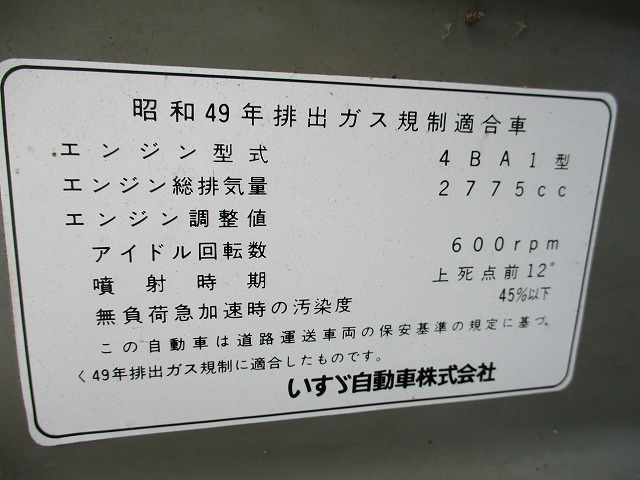 昭和49年排出ガス規制適合車
エンジン型式 4BA1型
エンジン総排気量 2775cc
エンジン調整値
アイドル回転数 600rpm
噴射時期 上死点前12°
無負荷急加速時の汚染度 45%以下
この自動車は道路運送車両の保安基準の規定に基づ
く49年排出ガス規制に適合したものです。
いすゞ自動車株式会社